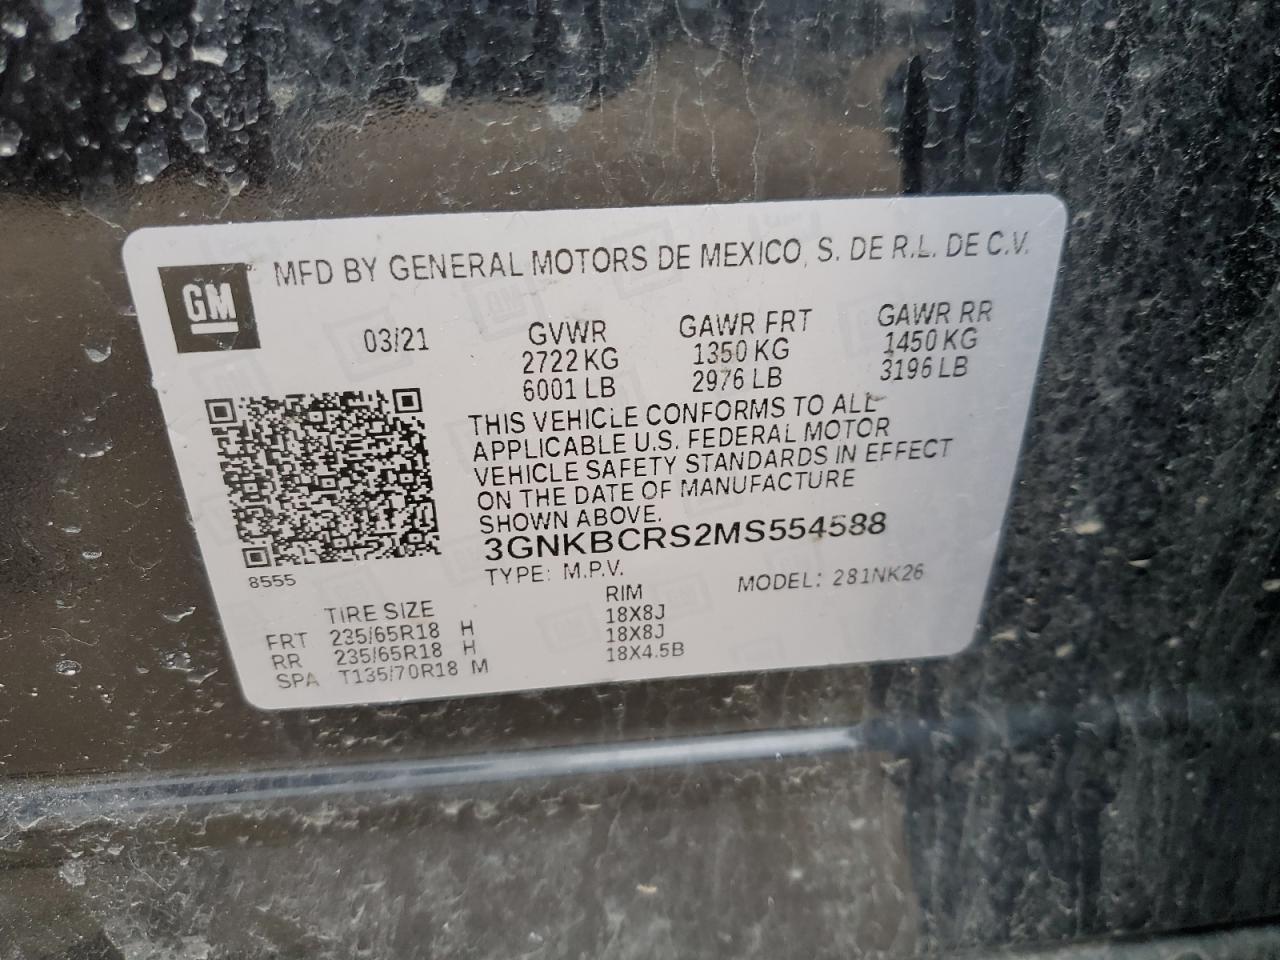 GM
MFD BY GENERAL MOTORS DE MEXICO, S. DE R.L. DE C.V.
03/21
GVWR GAWR FRT GAWR RR
2722 KG 1350 KG 1450 KG
6001 LB 2976 LB 3196 LB
THIS VEHICLE CONFORMS TO ALL
APPLICABLE U.S. FEDERAL MOTOR
VEHICLE SAFETY STANDARDS IN EFFECT
ON THE DATE OF MANUFACTURE
SHOWN ABOVE.
3GNKBCRS2MS554588
8555
TYPE: M.P.V. MODEL: 281NK26
TIRE SIZE RIM
FRT 235/65R18 H 18X8J
RR 235/65R18 H 18X8J
SPA T135/70R18 M 18X4.5B